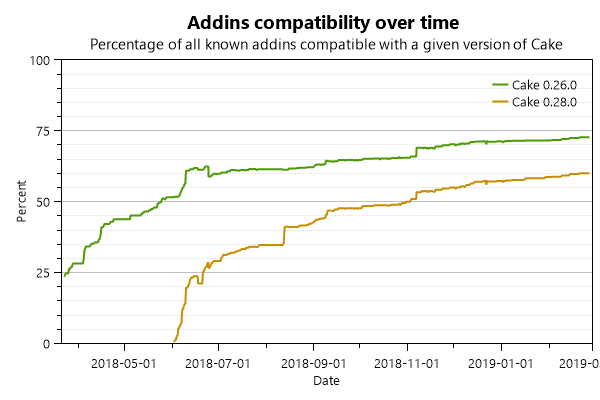 Addins compatibility over time
Percentage of all known addins compatible with a given version of Cake
100
Cake 0.26.0
Cake 0.28.0
75
Percent
50
25
0
2018-05-01 2018-07-01 2018-09-01 2018-11-01 2019-01-01 2019-0
Date